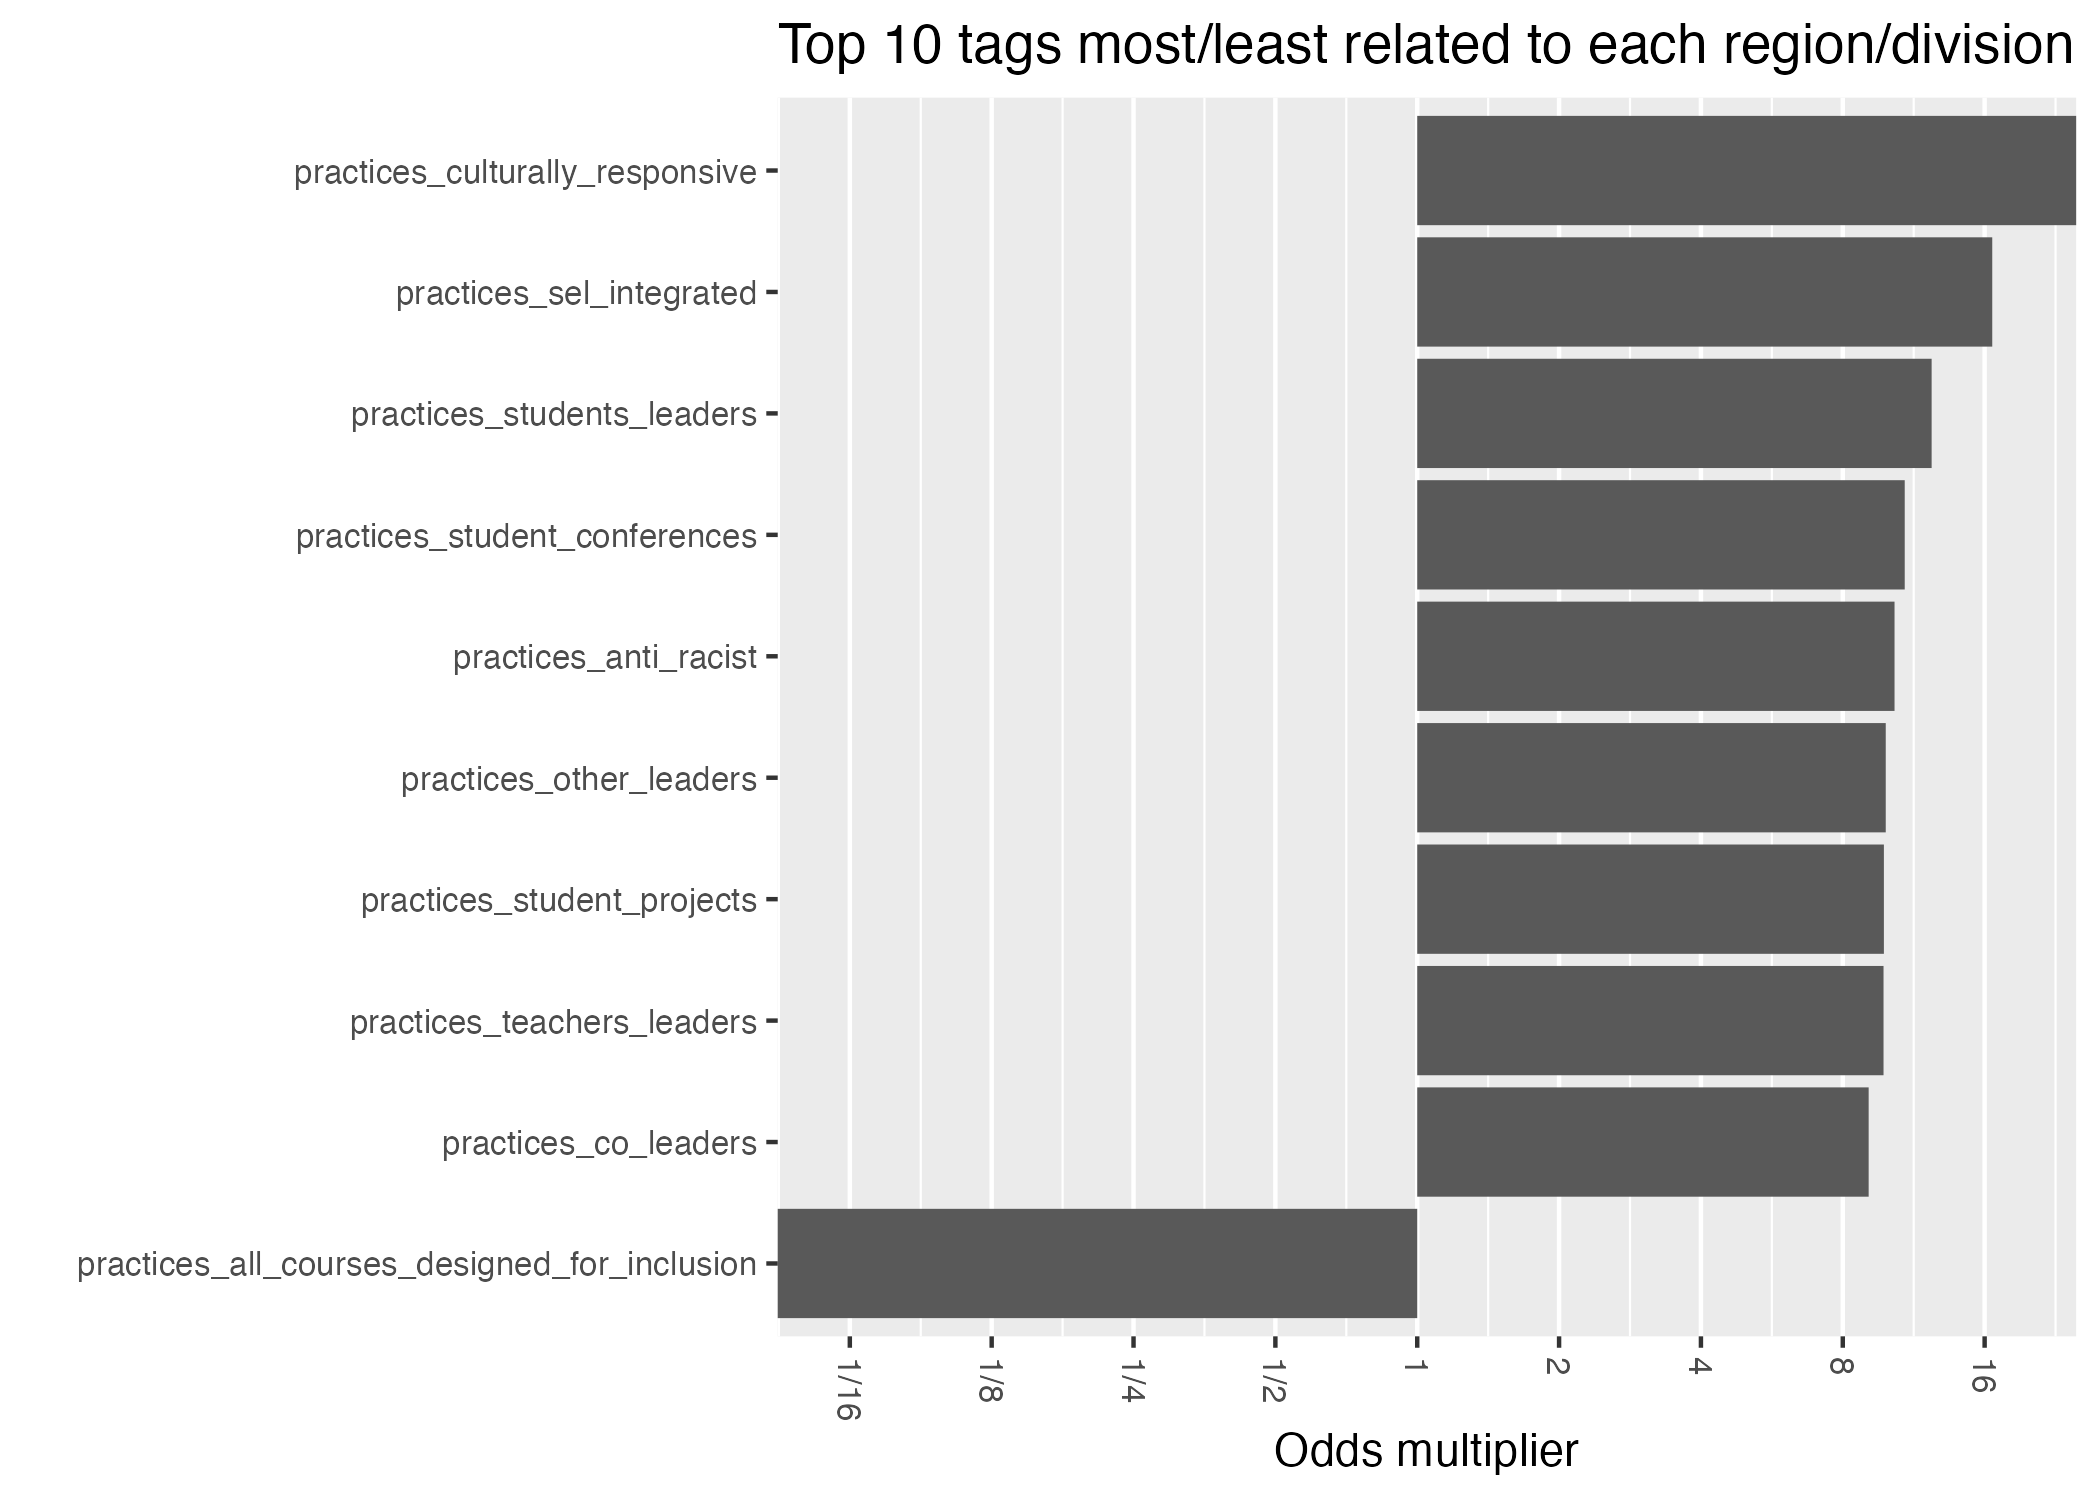 Top 10 tags most/least related to each region/division
practices_culturally_responsive
practices_sel_integrated
practices_students_leaders
practices_student_conferences
practices_anti_racist
practices_other_leaders
practices_student_projects
practices_teachers_leaders
practices_co_leaders
practices_all_courses_designed_for_inclusion
1/16 1/8 1/4 1/2 1 2 4 8 16
Odds multiplier